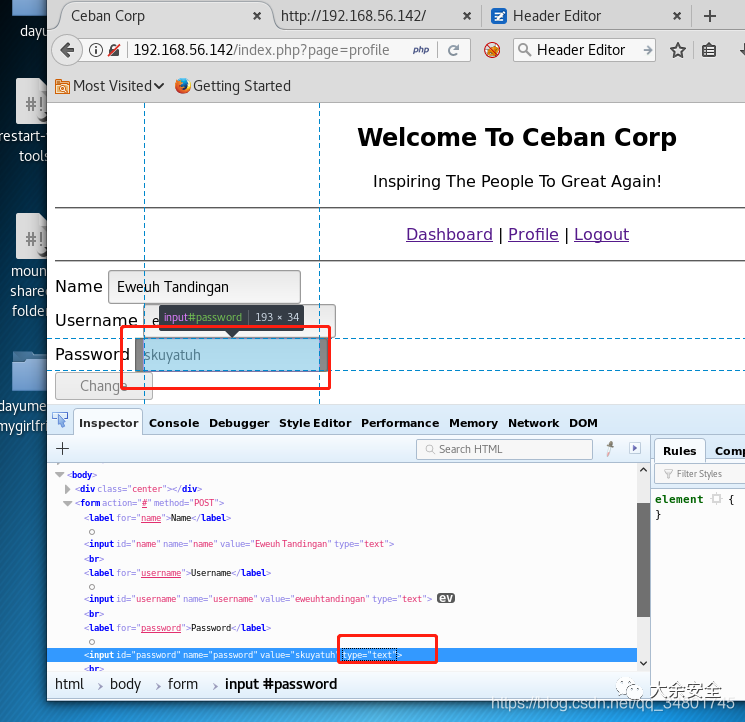 dayu
Ceban Corp × http://192.168.56.142/ × Header Editor × +
192.168.56.142/index.php?page=profile php Header Editor
Most Visited Getting Started
#!
restart-
tools
#!
moun
share
folde
dayume
mygirlfri
Welcome To Ceban Corp
Inspiring The People To Great Again!
Dashboard | Profile | Logout
Name Eweuh Tandingan
Username e
input#password 193 × 34
Password skuyatuh
Change
Inspector Console Debugger Style Editor Performance Memory Network DOM
+ Search HTML Rules Comp
Filter Styles
element {
}
<body>
<div class="center"></div>
<form action="#" method="POST">
<label for="name">Name</label>
<input id="name" name="name" value="Eweuh Tandingan" type="text">
<br>
<label for="username">Username</label>
<input id="username" name="username" value="eweuhtandingan" type="text"> ev
<br>
<label for="password">Password</label>
<input id="password" name="password" value="skuyatuh" type="text">
<br>
html body form input #password
大余安全
https://blog.csdn.net/qq_34801745